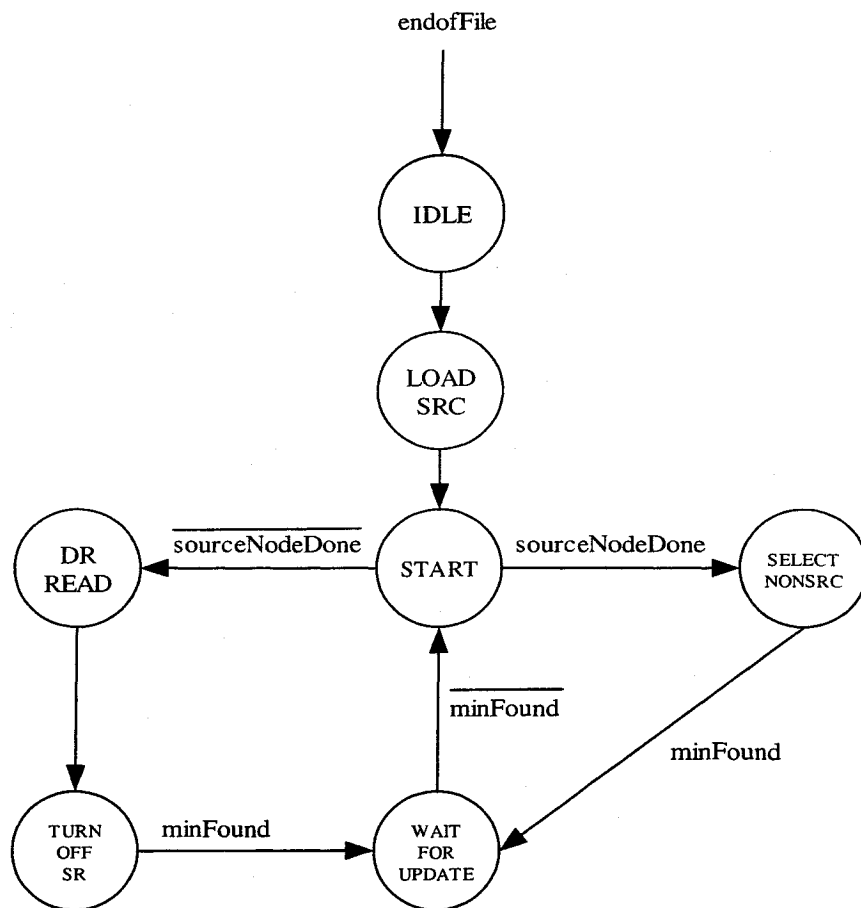 endofFile
IDLE
LOAD
SRC
sourceNodeDone
sourceNodeDone
DR
READ
START
SELECT
NONSRC
minFound
minFound
minFound
TURN
OFF
SR
WAIT
FOR
UPDATE